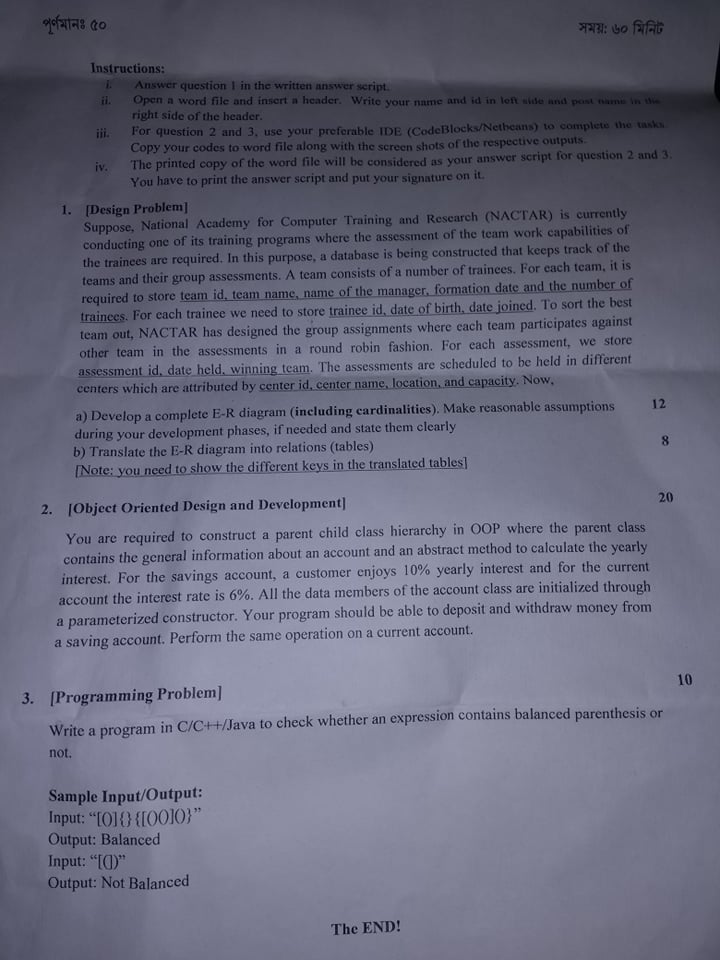 পূর্ণমানঃ ৫০
সময়: ৬০ মিনিট
Instructions:
i. Answer question 1 in the written answer script.
ii. Open a word file and insert a header. Write your name and id in left side and post name in the
right side of the header.
iii. For question 2 and 3, use your preferable IDE (CodeBlocks/Netbeans) to complete the tasks.
Copy your codes to word file along with the screen shots of the respective outputs.
iv. The printed copy of the word file will be considered as your answer script for question 2 and 3.
You have to print the answer script and put your signature on it.
1. [Design Problem]
Suppose, National Academy for Computer Training and Research (NACTAR) is currently
conducting one of its training programs where the assessment of the team work capabilities of
the trainees are required. In this purpose, a database is being constructed that keeps track of the
teams and their group assessments. A team consists of a number of trainees. For each team, it is
required to store team id, team name, name of the manager, formation date and the number of
trainees. For each trainee we need to store trainee id, date of birth, date joined. To sort the best
team out, NACTAR has designed the group assignments where each team participates against
other team in the assessments in a round robin fashion. For each assessment, we store
assessment id, date held, winning team. The assessments are scheduled to be held in different
centers which are attributed by center id, center name, location, and capacity. Now,
a) Develop a complete E-R diagram (including cardinalities). Make reasonable assumptions 12
during your development phases, if needed and state them clearly
b) Translate the E-R diagram into relations (tables) 8
[Note: you need to show the different keys in the translated tables]
2. [Object Oriented Design and Development] 20
You are required to construct a parent child class hierarchy in OOP where the parent class
contains the general information about an account and an abstract method to calculate the yearly
interest. For the savings account, a customer enjoys 10% yearly interest and for the current
account the interest rate is 6%. All the data members of the account class are initialized through
a parameterized constructor. Your program should be able to deposit and withdraw money from
a saving account. Perform the same operation on a current account.
3. [Programming Problem] 10
Write a program in C/C++/Java to check whether an expression contains balanced parenthesis or
not.
Sample Input/Output:
Input: “[()]{}{[()()]()}”
Output: Balanced
Input: “[(])”
Output: Not Balanced
The END!